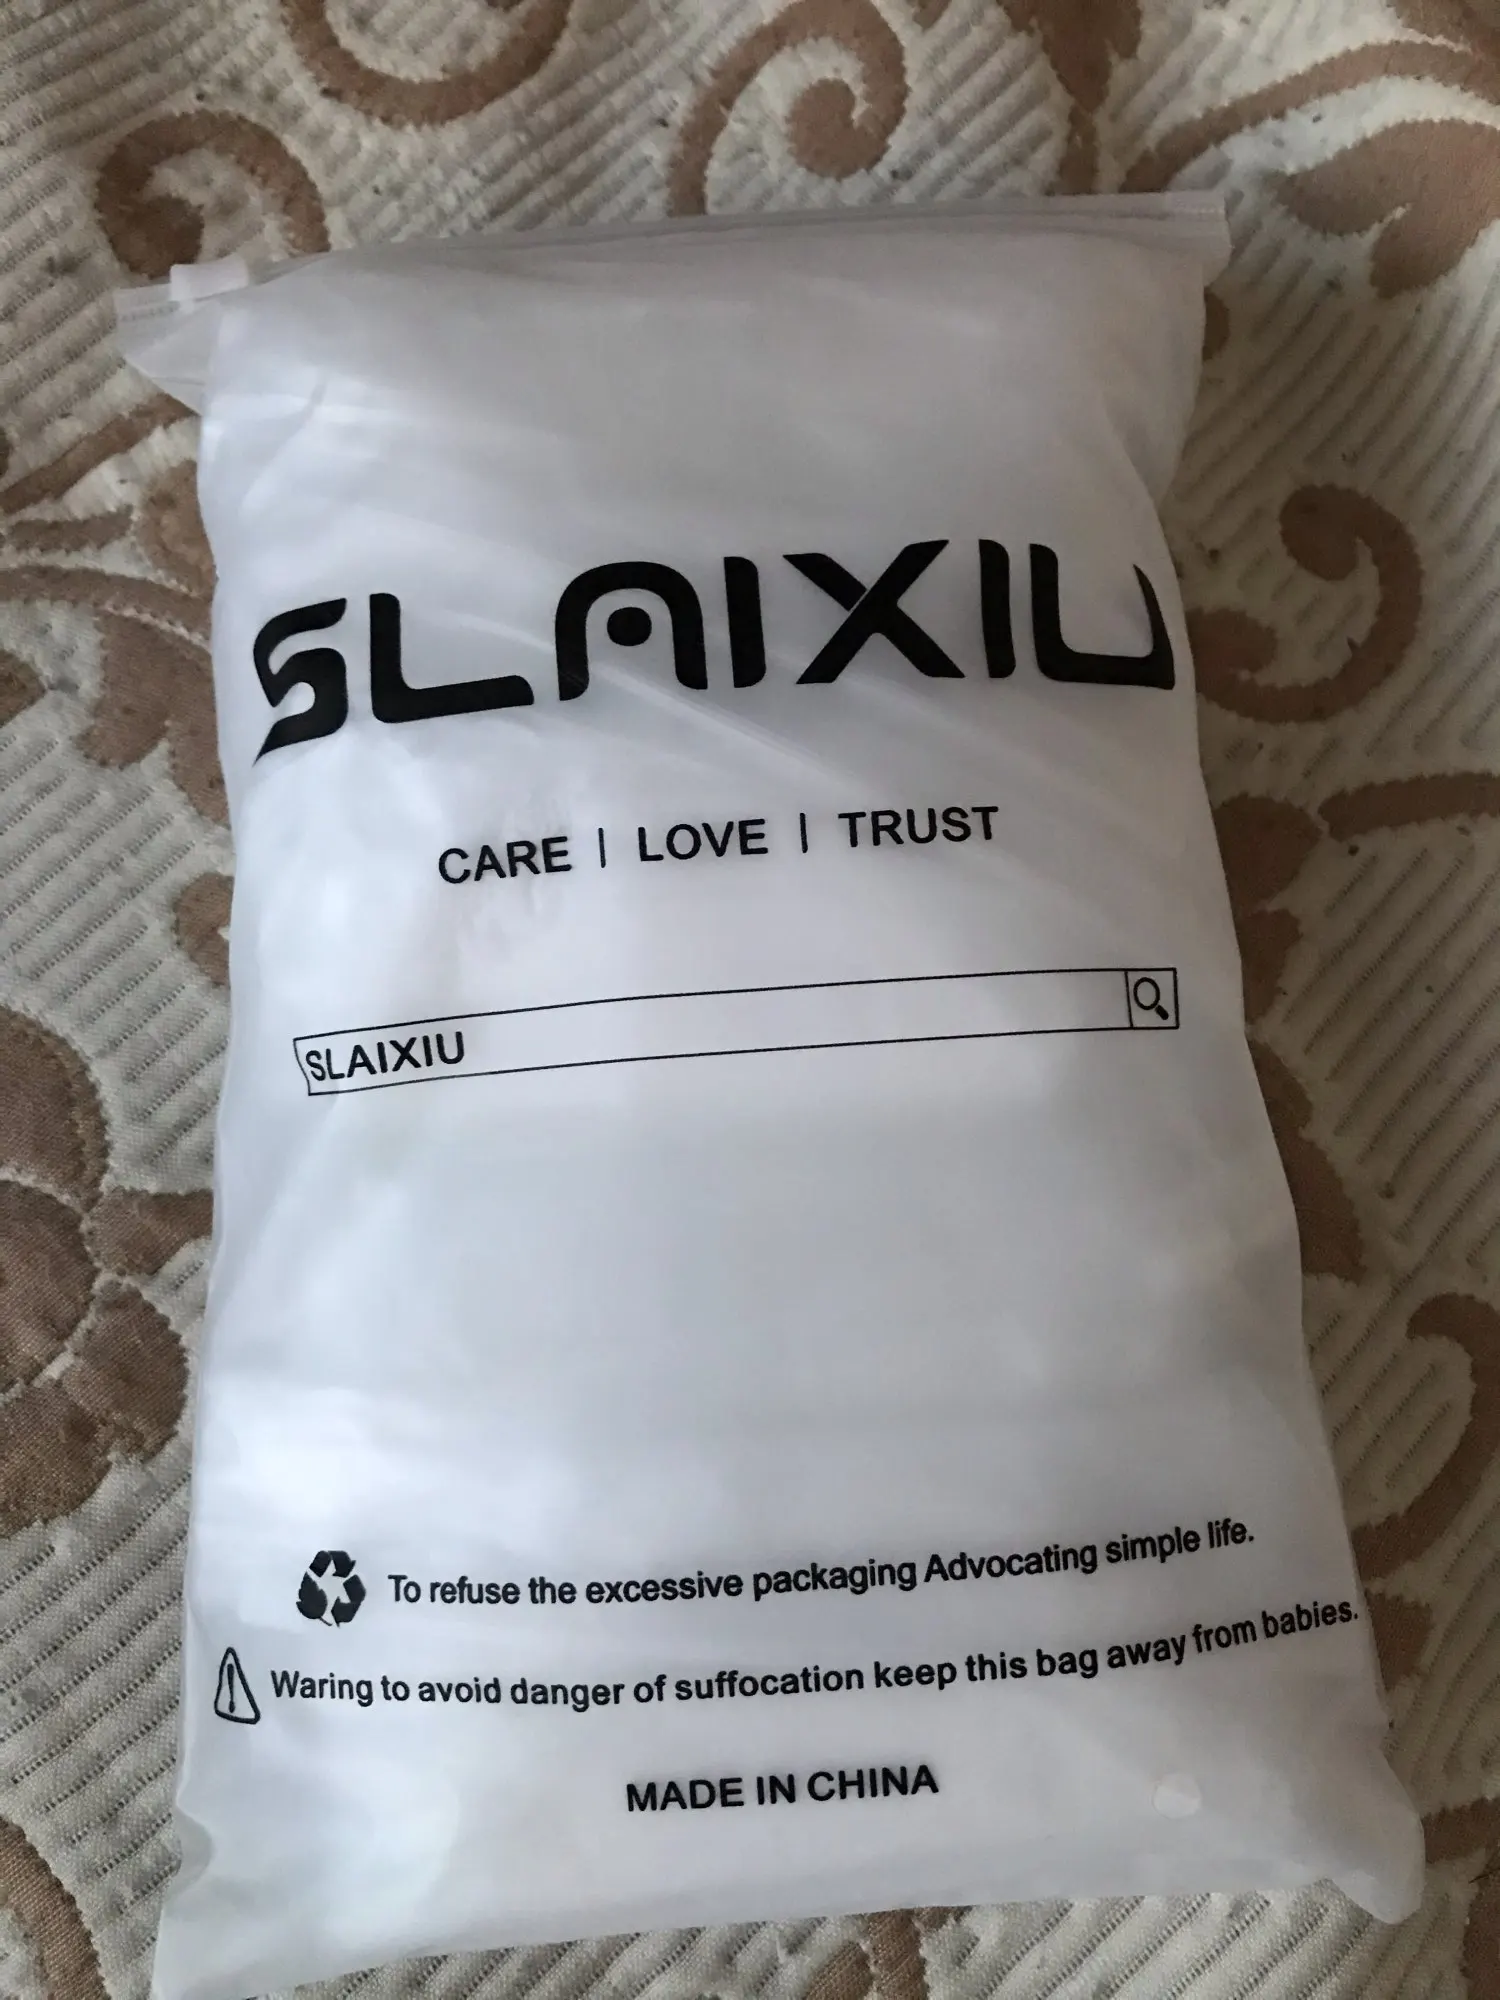 SLAIXIU
CARE | LOVE | TRUST
SLAIXIU
To refuse the excessive packaging Advocating simple life.
Waring to avoid danger of suffocation keep this bag away from babies.
MADE IN CHINA